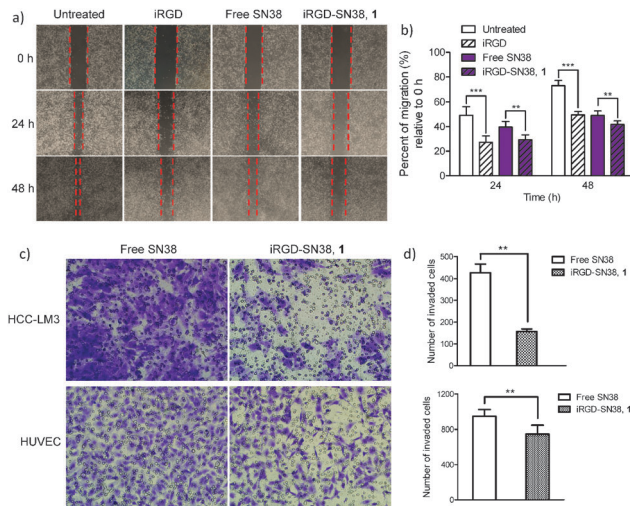 a)
Untreated
iRGD
Free SN38
iRGD-SN38, 1
0 h
24 h
48 h
b)
Untreated
iRGD
Free SN38
iRGD-SN38, 1
Percent of migration (%)
relative to 0 h
100
80
60
40
20
0
***
**
***
**
24
48
Time (h)
c)
Free SN38
iRGD-SN38, 1
HCC-LM3
HUVEC
d)
Number of invaded cells
500
400
300
200
100
0
**
Free SN38
iRGD-SN38, 1
Number of invaded cells
1200
900
600
300
0
**
Free SN38
iRGD-SN38, 1